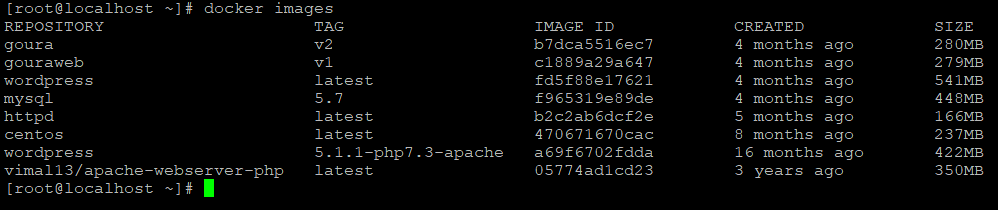 [root@localhost ~]# docker images
REPOSITORY TAG IMAGE ID CREATED SIZE
goura v2 b7dca5516ec7 4 months ago 280MB
gouraweb v1 c1889a29a647 4 months ago 279MB
wordpress latest fd5f88e17621 4 months ago 541MB
mysql 5.7 f965319e89de 4 months ago 448MB
httpd latest b2c2ab6dcf2e 5 months ago 166MB
centos latest 470671670cac 8 months ago 237MB
wordpress 5.1.1-php7.3-apache a69f6702fdda 16 months ago 422MB
vimal13/apache-webserver-php latest 05774ad1cd23 3 years ago 350MB
[root@localhost ~]#